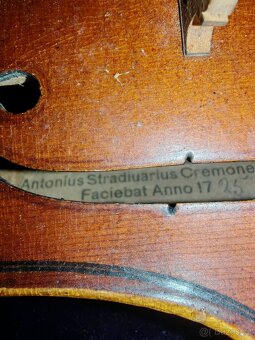 Antonius Stradiuarius Cremone
Faciebat Anno 1725